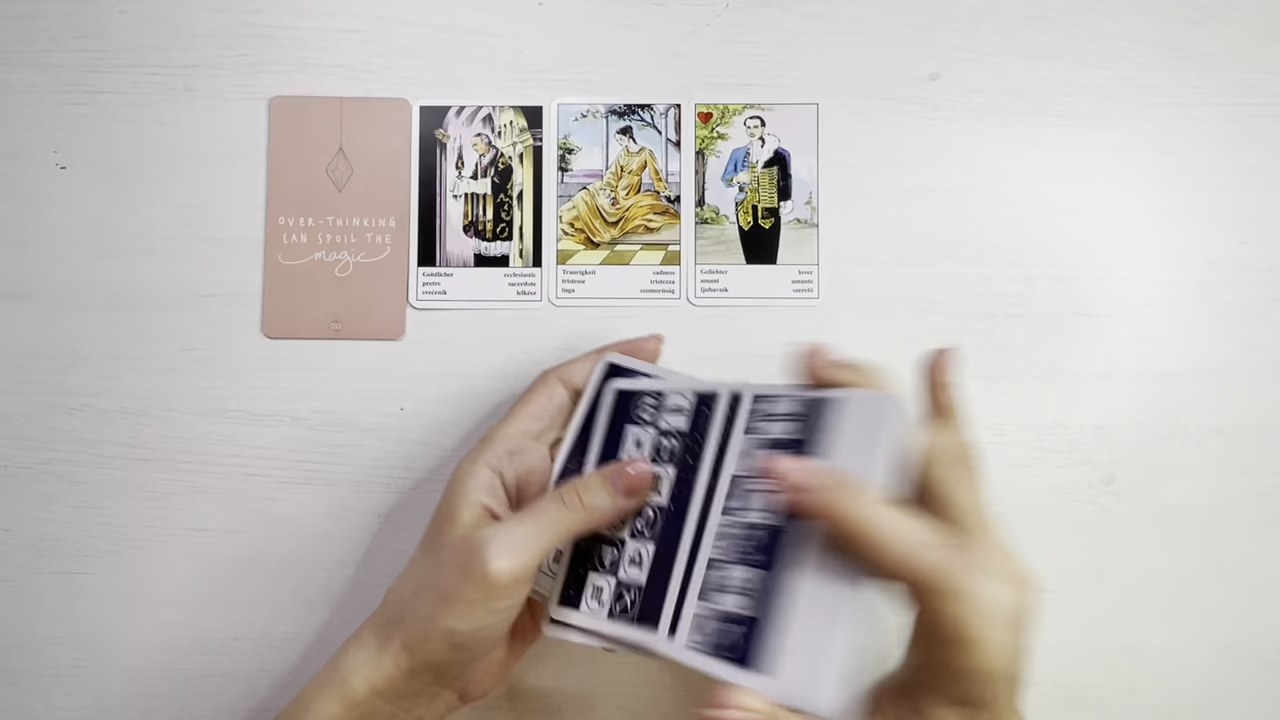 OVER-THINKING
CAN SPOIL THE
magic
Geistlicher ecclesiastic
pretre sacerdote
svećenik lelkész
Traurigkeit sadness
tristesse tristezza
tuga szomorúság
Geliebter lover
amant amante
ljubavnik szerető